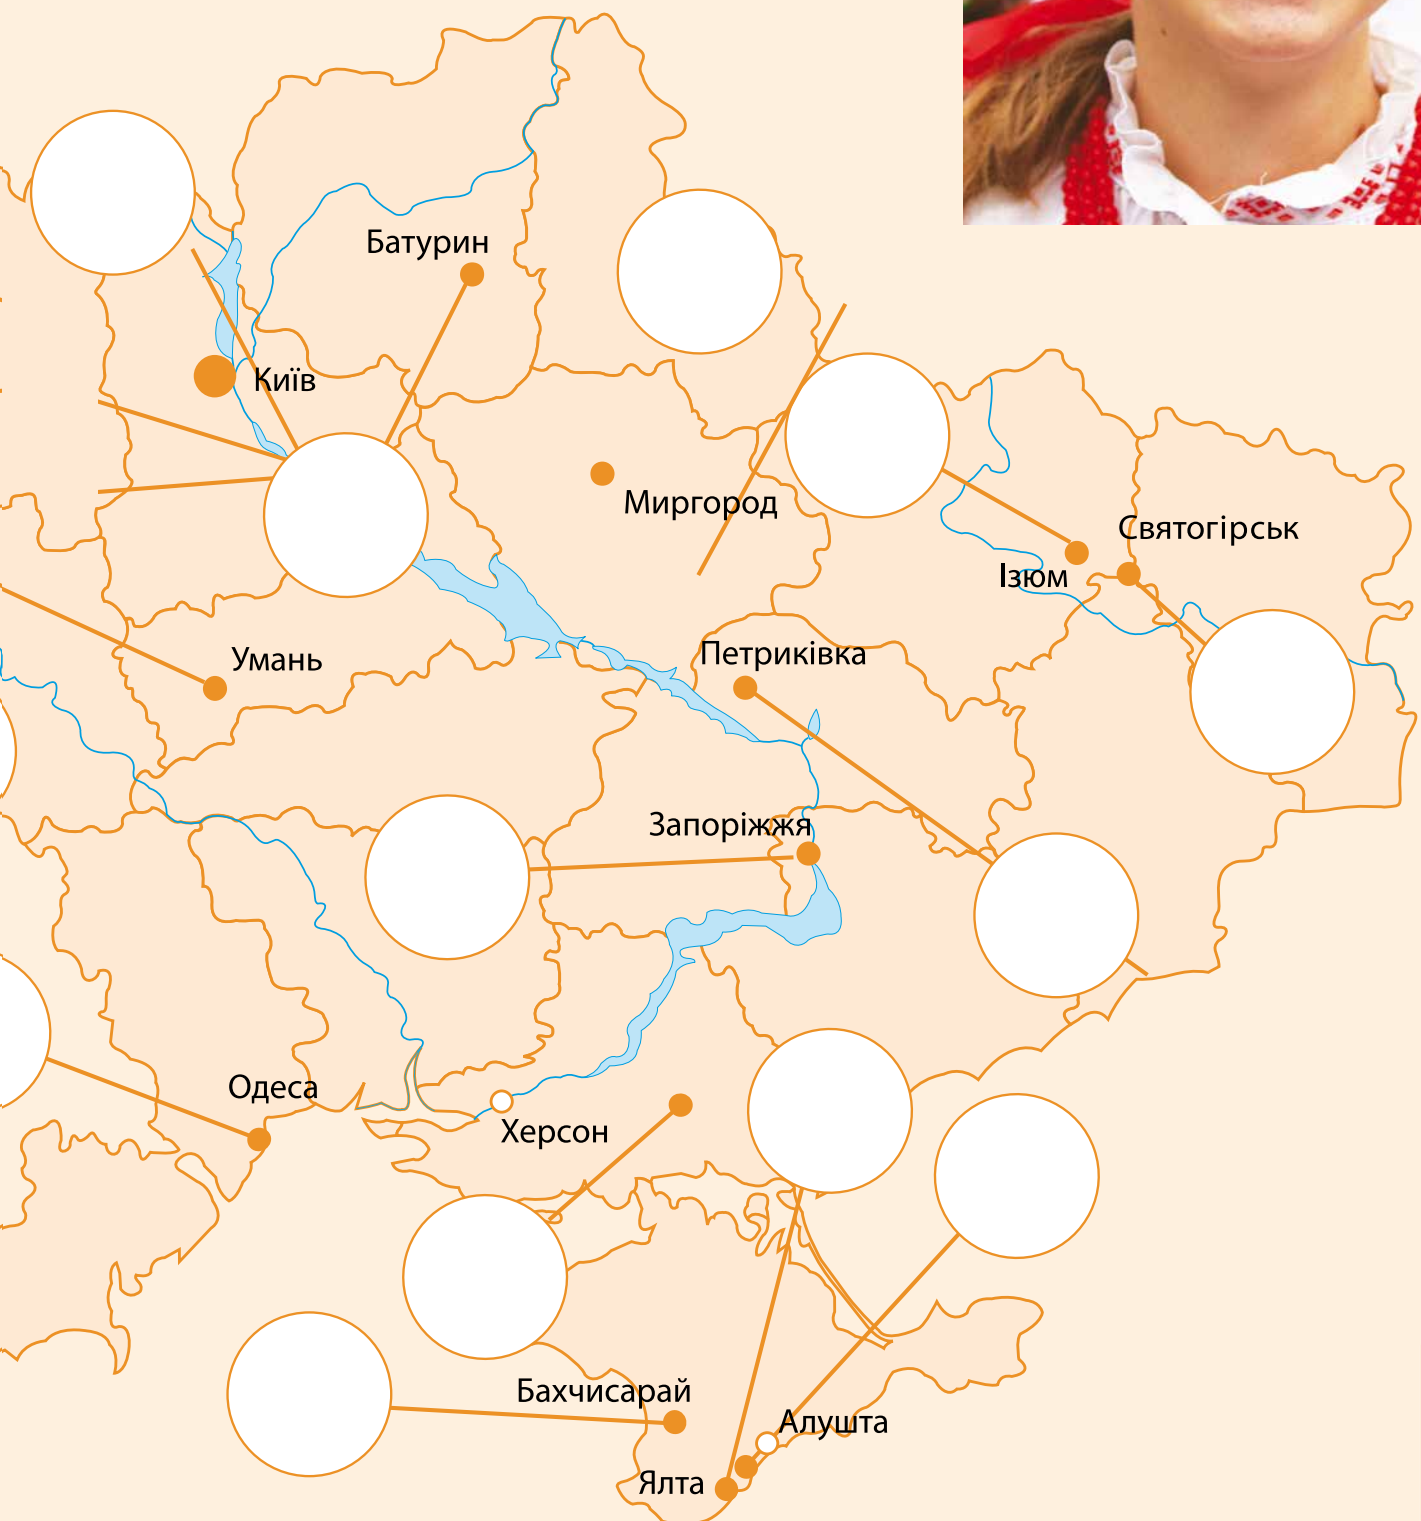 Батурин
Київ
Миргород
Святогірськ
Ізюм
Умань
Петриківка
Запоріжжя
Одеса
Херсон
Бахчисарай
Алушта
Ялта